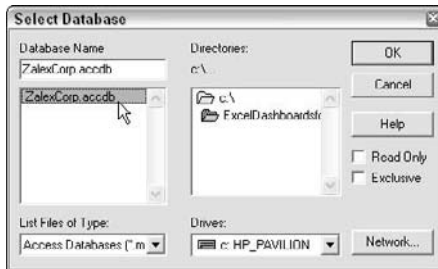 Select Database
Database Name
ZalexCorp.accdb
ZalexCorp.accdb
Directories:
c:\...
c:\
ExcelDashboardsfo
OK
Cancel
Help
Read Only
Exclusive
List Files of Type:
Access Databases (*.m
Drives:
c: HP_PAVILION
Network...